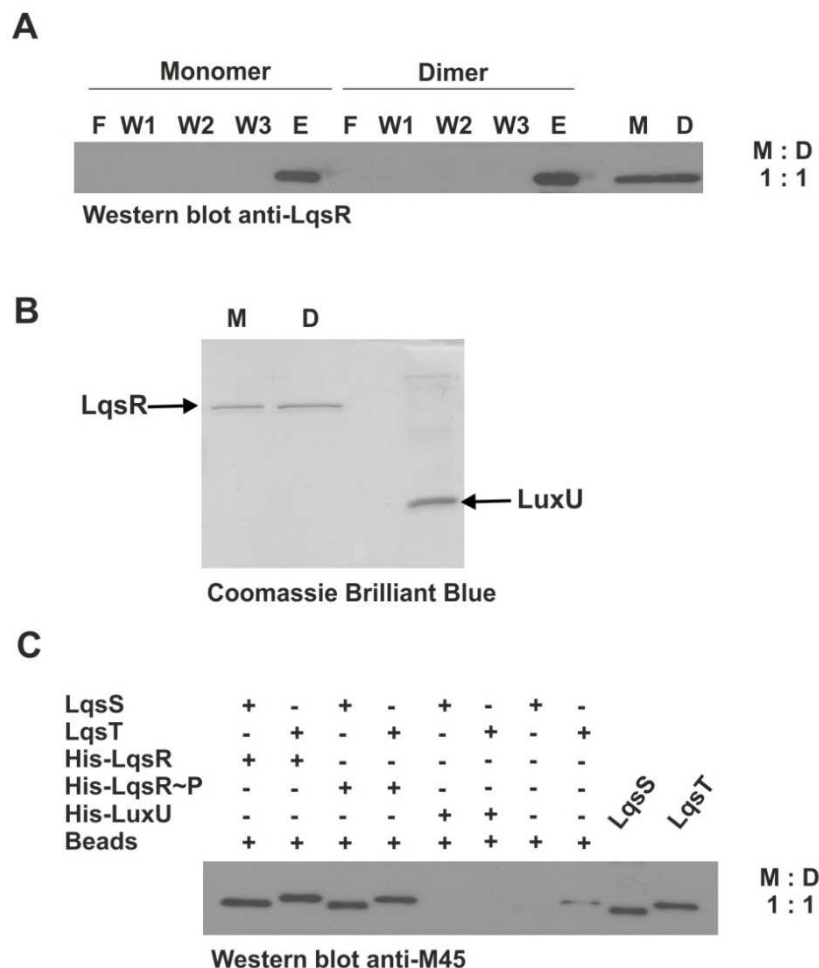 A
Monomer Dimer
F W1 W2 W3 E F W1 W2 W3 E M D M : D
1 : 1
Western blot anti-LqsR
B
M D
LqsR
LuxU
Coomassie Brilliant Blue
C
LqsS + - + - + - + -
LqsT - + - + - + - +
His-LqsR + + - - - - - -
His-LqsR~P - - + + - - - -
His-LuxU - - - - + + - -
Beads + + + + + + + +
LqsS LqsT
M : D
1 : 1
Western blot anti-M45